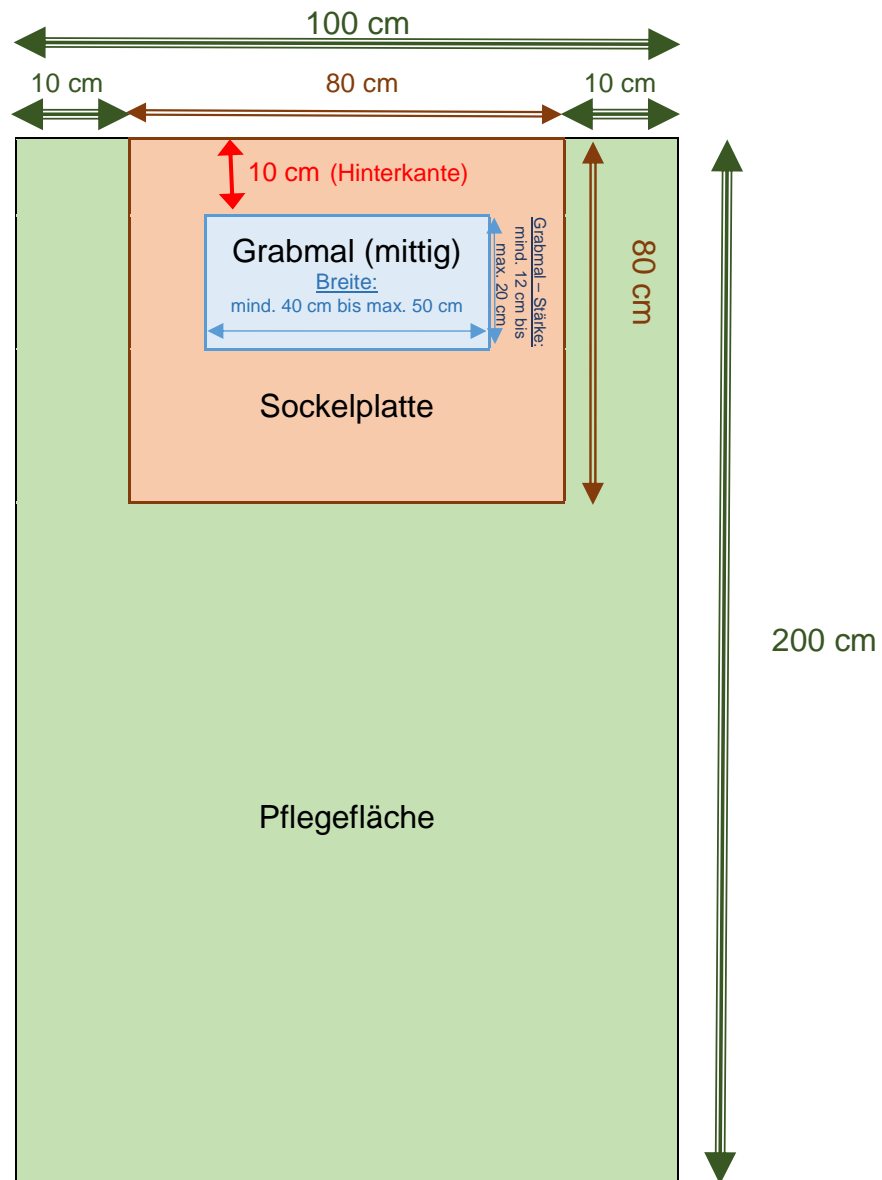 100 cm
10 cm
80 cm
10 cm
10 cm (Hinterkante)
Grabmal (mittig)
Breite:
mind. 40 cm bis max. 50 cm
Grabmal – Stärke:
mind. 12 cm bis
max. 20 cm
80 cm
Sockelplatte
200 cm
Pflegefläche